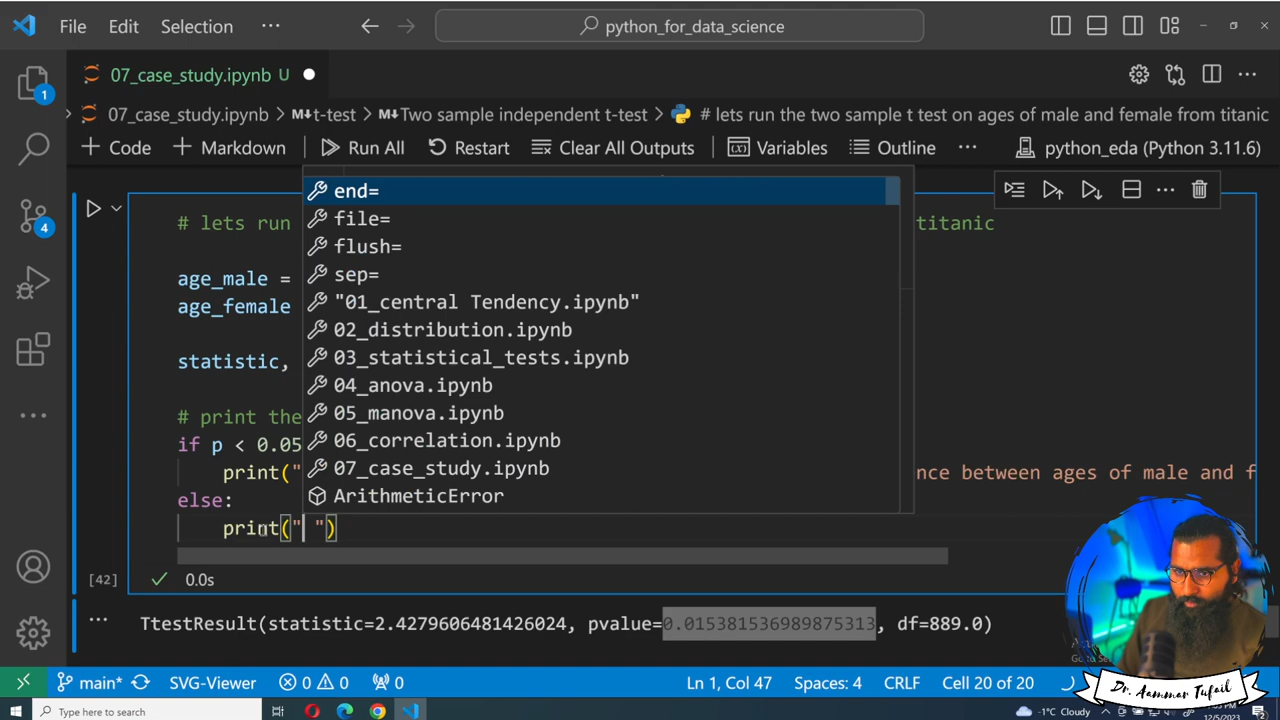 File Edit Selection ··· python_for_data_science
07_case_study.ipynb U
07_case_study.ipynb > M↓t-test > M↓Two sample independent t-test > # lets run the two sample t test on ages of male and female from titanic
+ Code + Markdown Run All Restart Clear All Outputs Variables Outline ··· python_eda (Python 3.11.6)
end=
# lets run titanic
file=
flush=
sep=
age_male =
"01_central Tendency.ipynb"
age_female
02_distribution.ipynb
03_statistical_tests.ipynb
statistic,
04_anova.ipynb
05_manova.ipynb
# print the
06_correlation.ipynb
if p < 0.05
07_case_study.ipynb
print(" nce between ages of male and f
ArithmeticError
else:
print(" ")
[42] 0.0s
TtestResult(statistic=2.4279606481426024, pvalue=0.015381536989875313, df=889.0)
Dr. Aammar Tufail
main* SVG-Viewer 0 0 0 Ln 1, Col 47 Spaces: 4 CRLF Cell 20 of 20
Type here to search -1°C Cloudy
12/5/2023